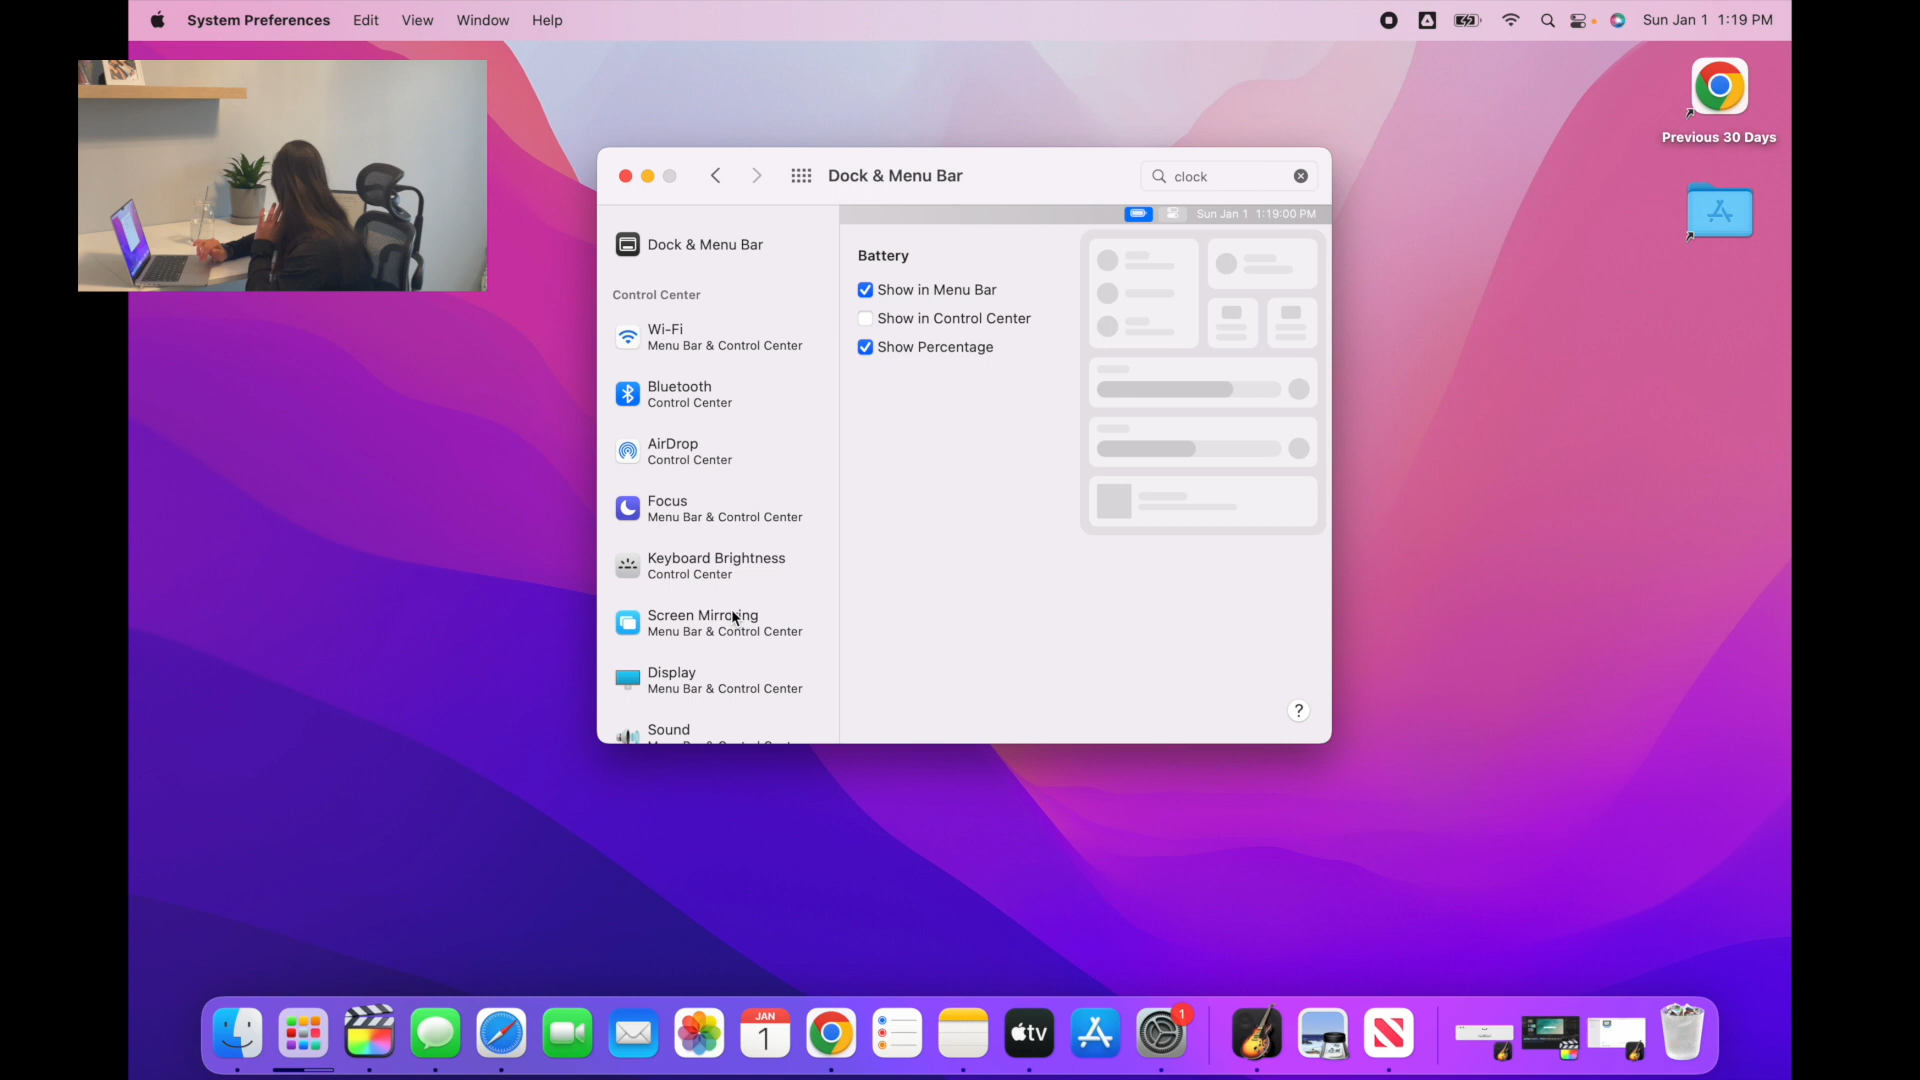 System Preferences Edit View Window Help
Sun Jan 1 1:19 PM
Previous 30 Days
Dock & Menu Bar
clock
Sun Jan 1 1:19:00 PM
Dock & Menu Bar
Control Center
Wi-Fi
Menu Bar & Control Center
Bluetooth
Control Center
AirDrop
Control Center
Focus
Menu Bar & Control Center
Keyboard Brightness
Control Center
Screen Mirroring
Menu Bar & Control Center
Display
Menu Bar & Control Center
Sound
Battery
Show in Menu Bar
Show in Control Center
Show Percentage
?
JAN
1
tv
1